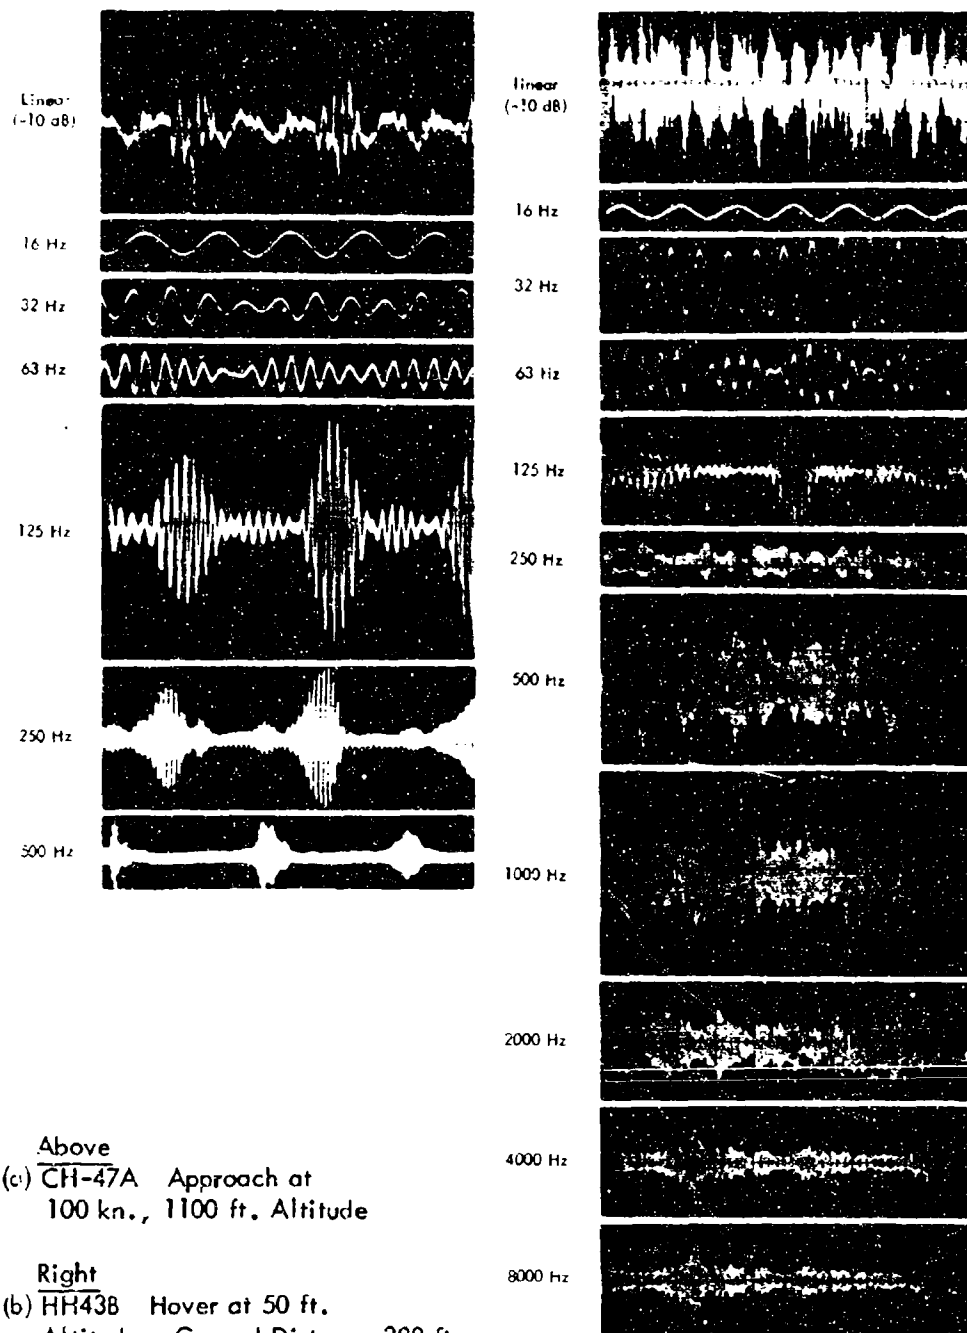 Linear
(-10 dB)
16 Hz
32 Hz
63 Hz
125 Hz
250 Hz
500 Hz
Linear
(-10 dB)
16 Hz
32 Hz
63 Hz
125 Hz
250 Hz
500 Hz
1000 Hz
2000 Hz
4000 Hz
8000 Hz
Above
(a) CH-47A Approach at
100 kn., 1100 ft. Altitude
Right
(b) HH43B Hover at 50 ft.